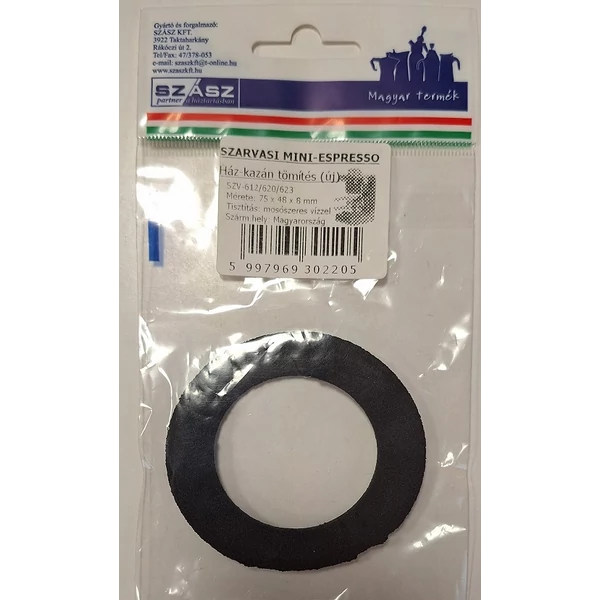 Gyártó és forgalmazó:
SZÁSZ KFT.
3922 Taktaharkány
Rákóczi út 2.
Tel/Fax: 47/378-053
e-mail: szaszkft@t-online.hu
www.szaszkft.hu
SZÁSZ
partner a háztartásban
Magyar termék
SZARVASI MINI-ESPRESSO
Ház-kazán tömítés (új)
SZV-612/620/623
Mérete: 75 x 48 x 6 mm
Tisztítás: mosószeres vízzel
Szárm.hely: Magyarország
5 997969 302205